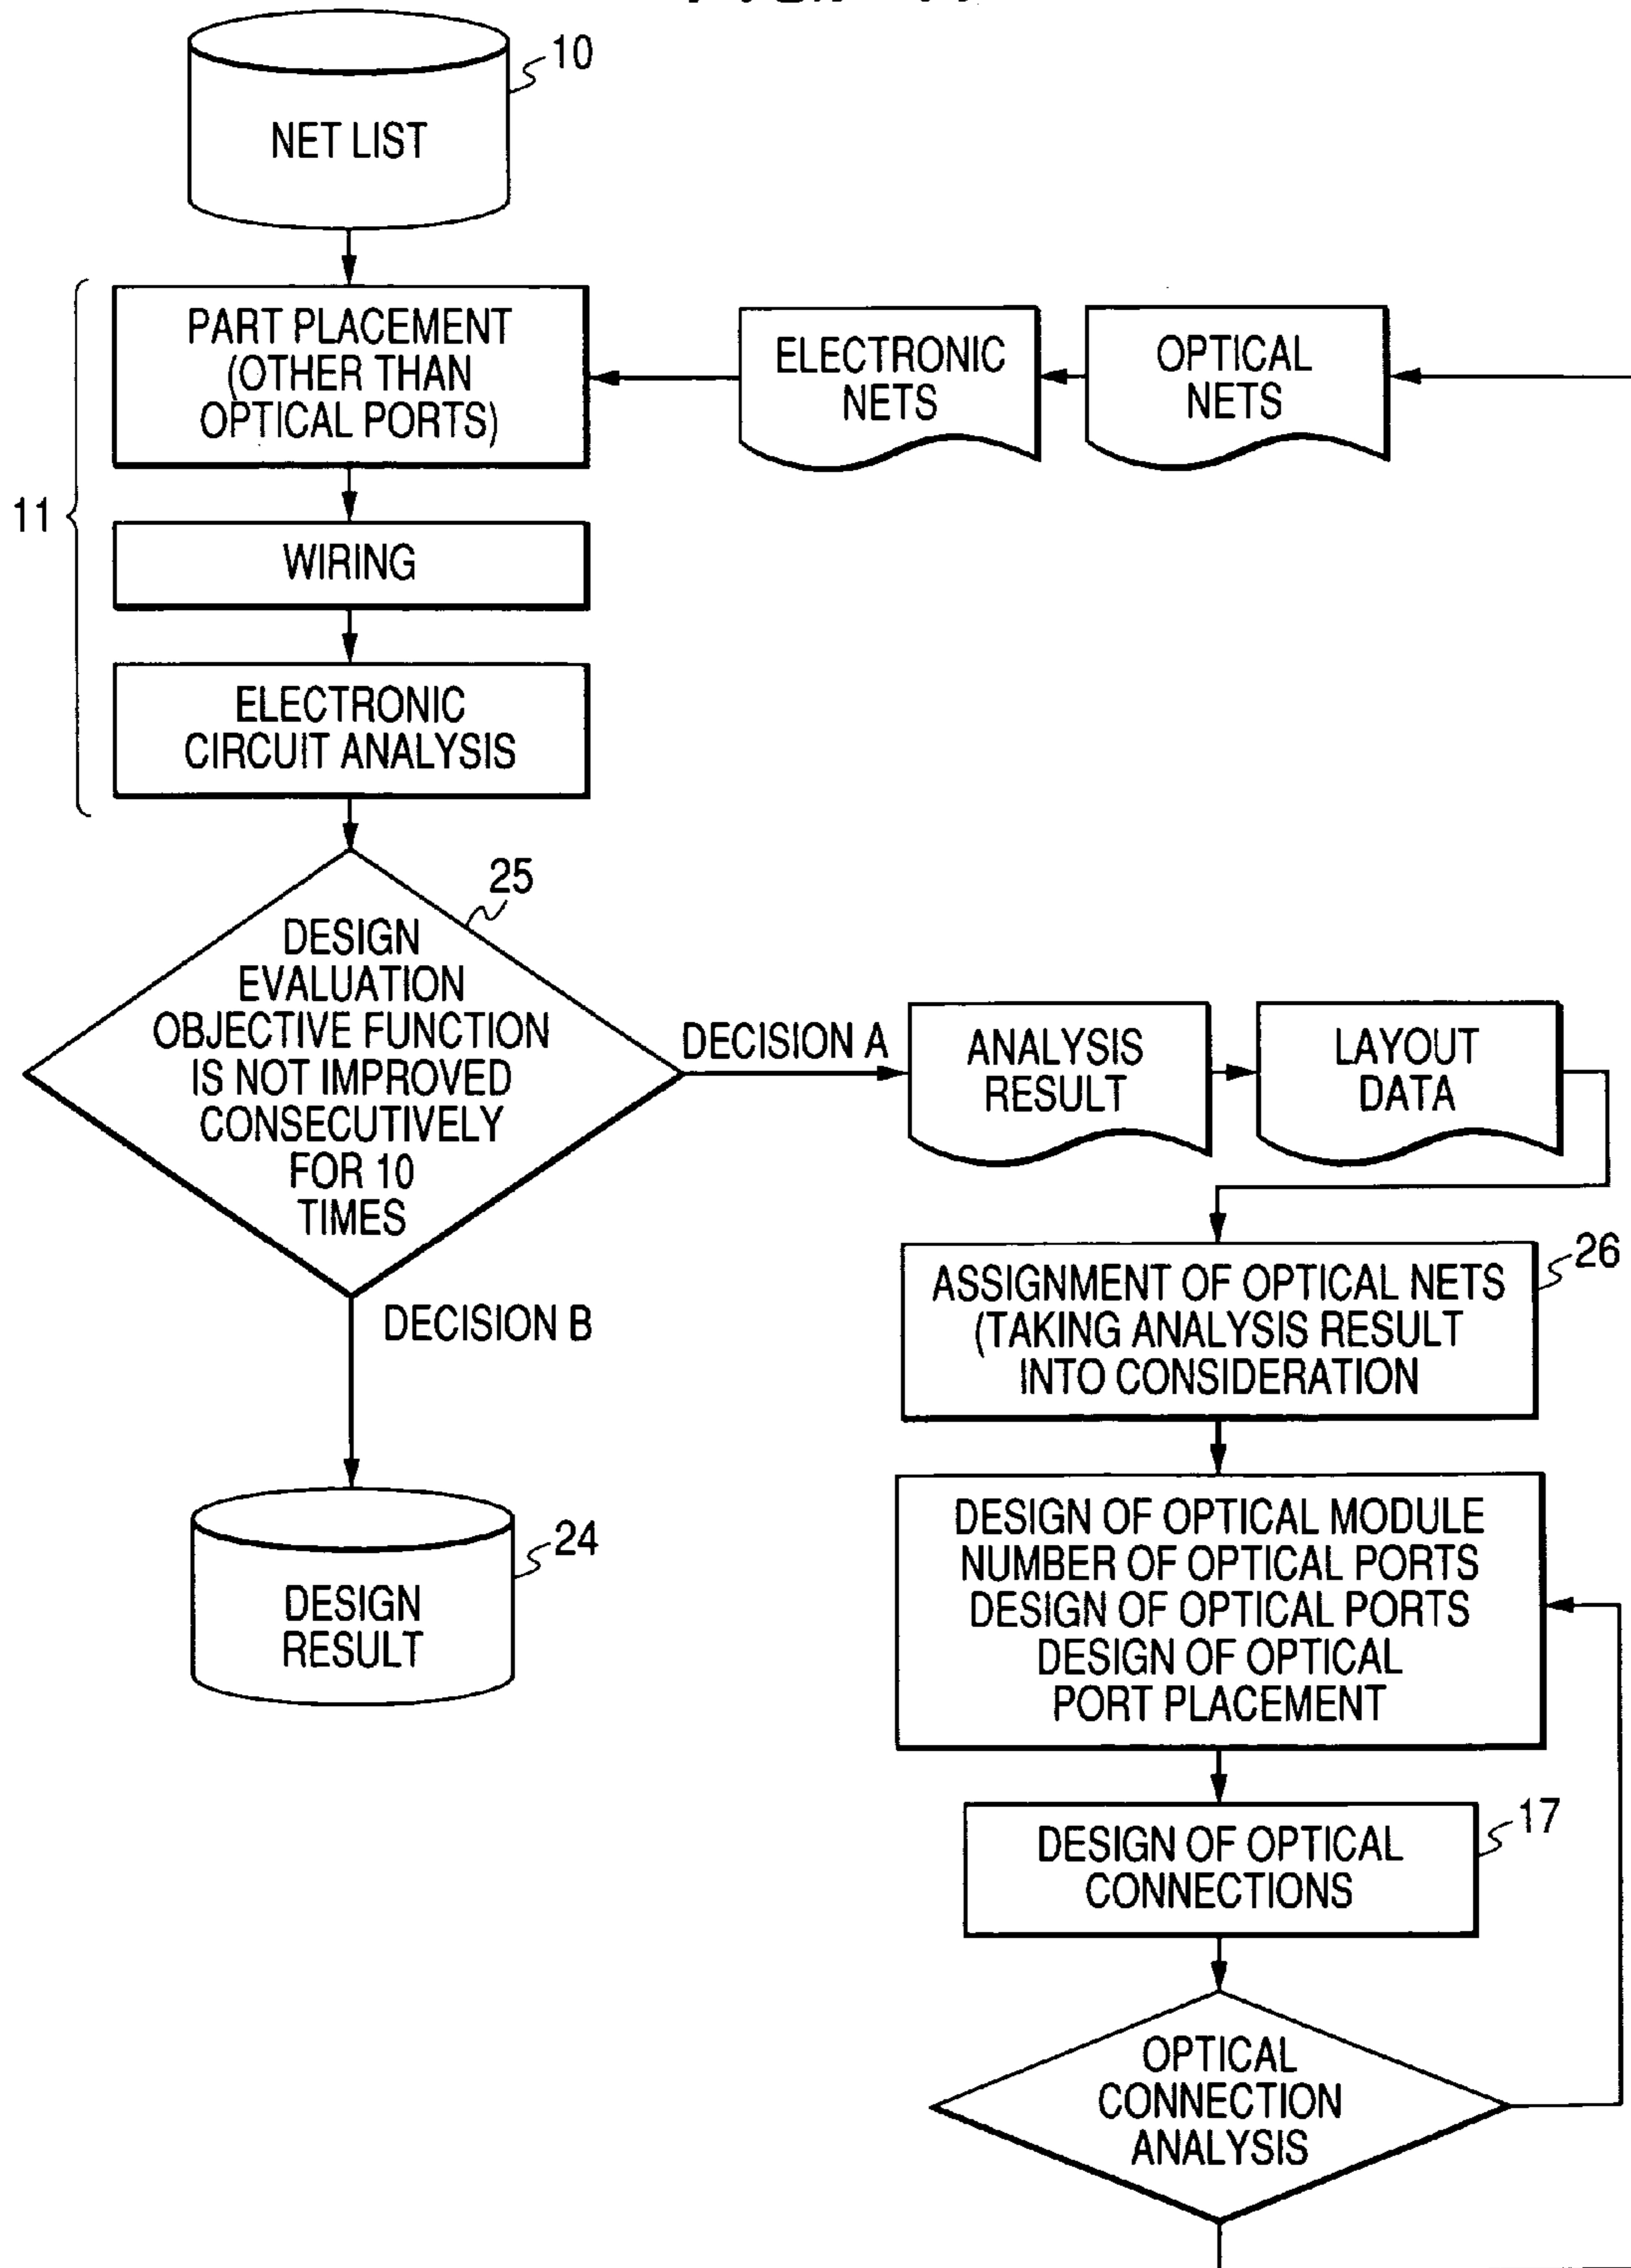 10
NET LIST
PART PLACEMENT
(OTHER THAN
OPTICAL PORTS)
ELECTRONIC
NETS
OPTICAL
NETS
11
WIRING
ELECTRONIC
CIRCUIT ANALYSIS
25
DESIGN
EVALUATION
OBJECTIVE FUNCTION
IS NOT IMPROVED
CONSECUTIVELY
FOR 10
TIMES
DECISION A
ANALYSIS
RESULT
LAYOUT
DATA
DECISION B
26
ASSIGNMENT OF OPTICAL NETS
(TAKING ANALYSIS RESULT
INTO CONSIDERATION
24
DESIGN
RESULT
DESIGN OF OPTICAL MODULE
NUMBER OF OPTICAL PORTS
DESIGN OF OPTICAL PORTS
DESIGN OF OPTICAL
PORT PLACEMENT
17
DESIGN OF OPTICAL
CONNECTIONS
OPTICAL
CONNECTION
ANALYSIS